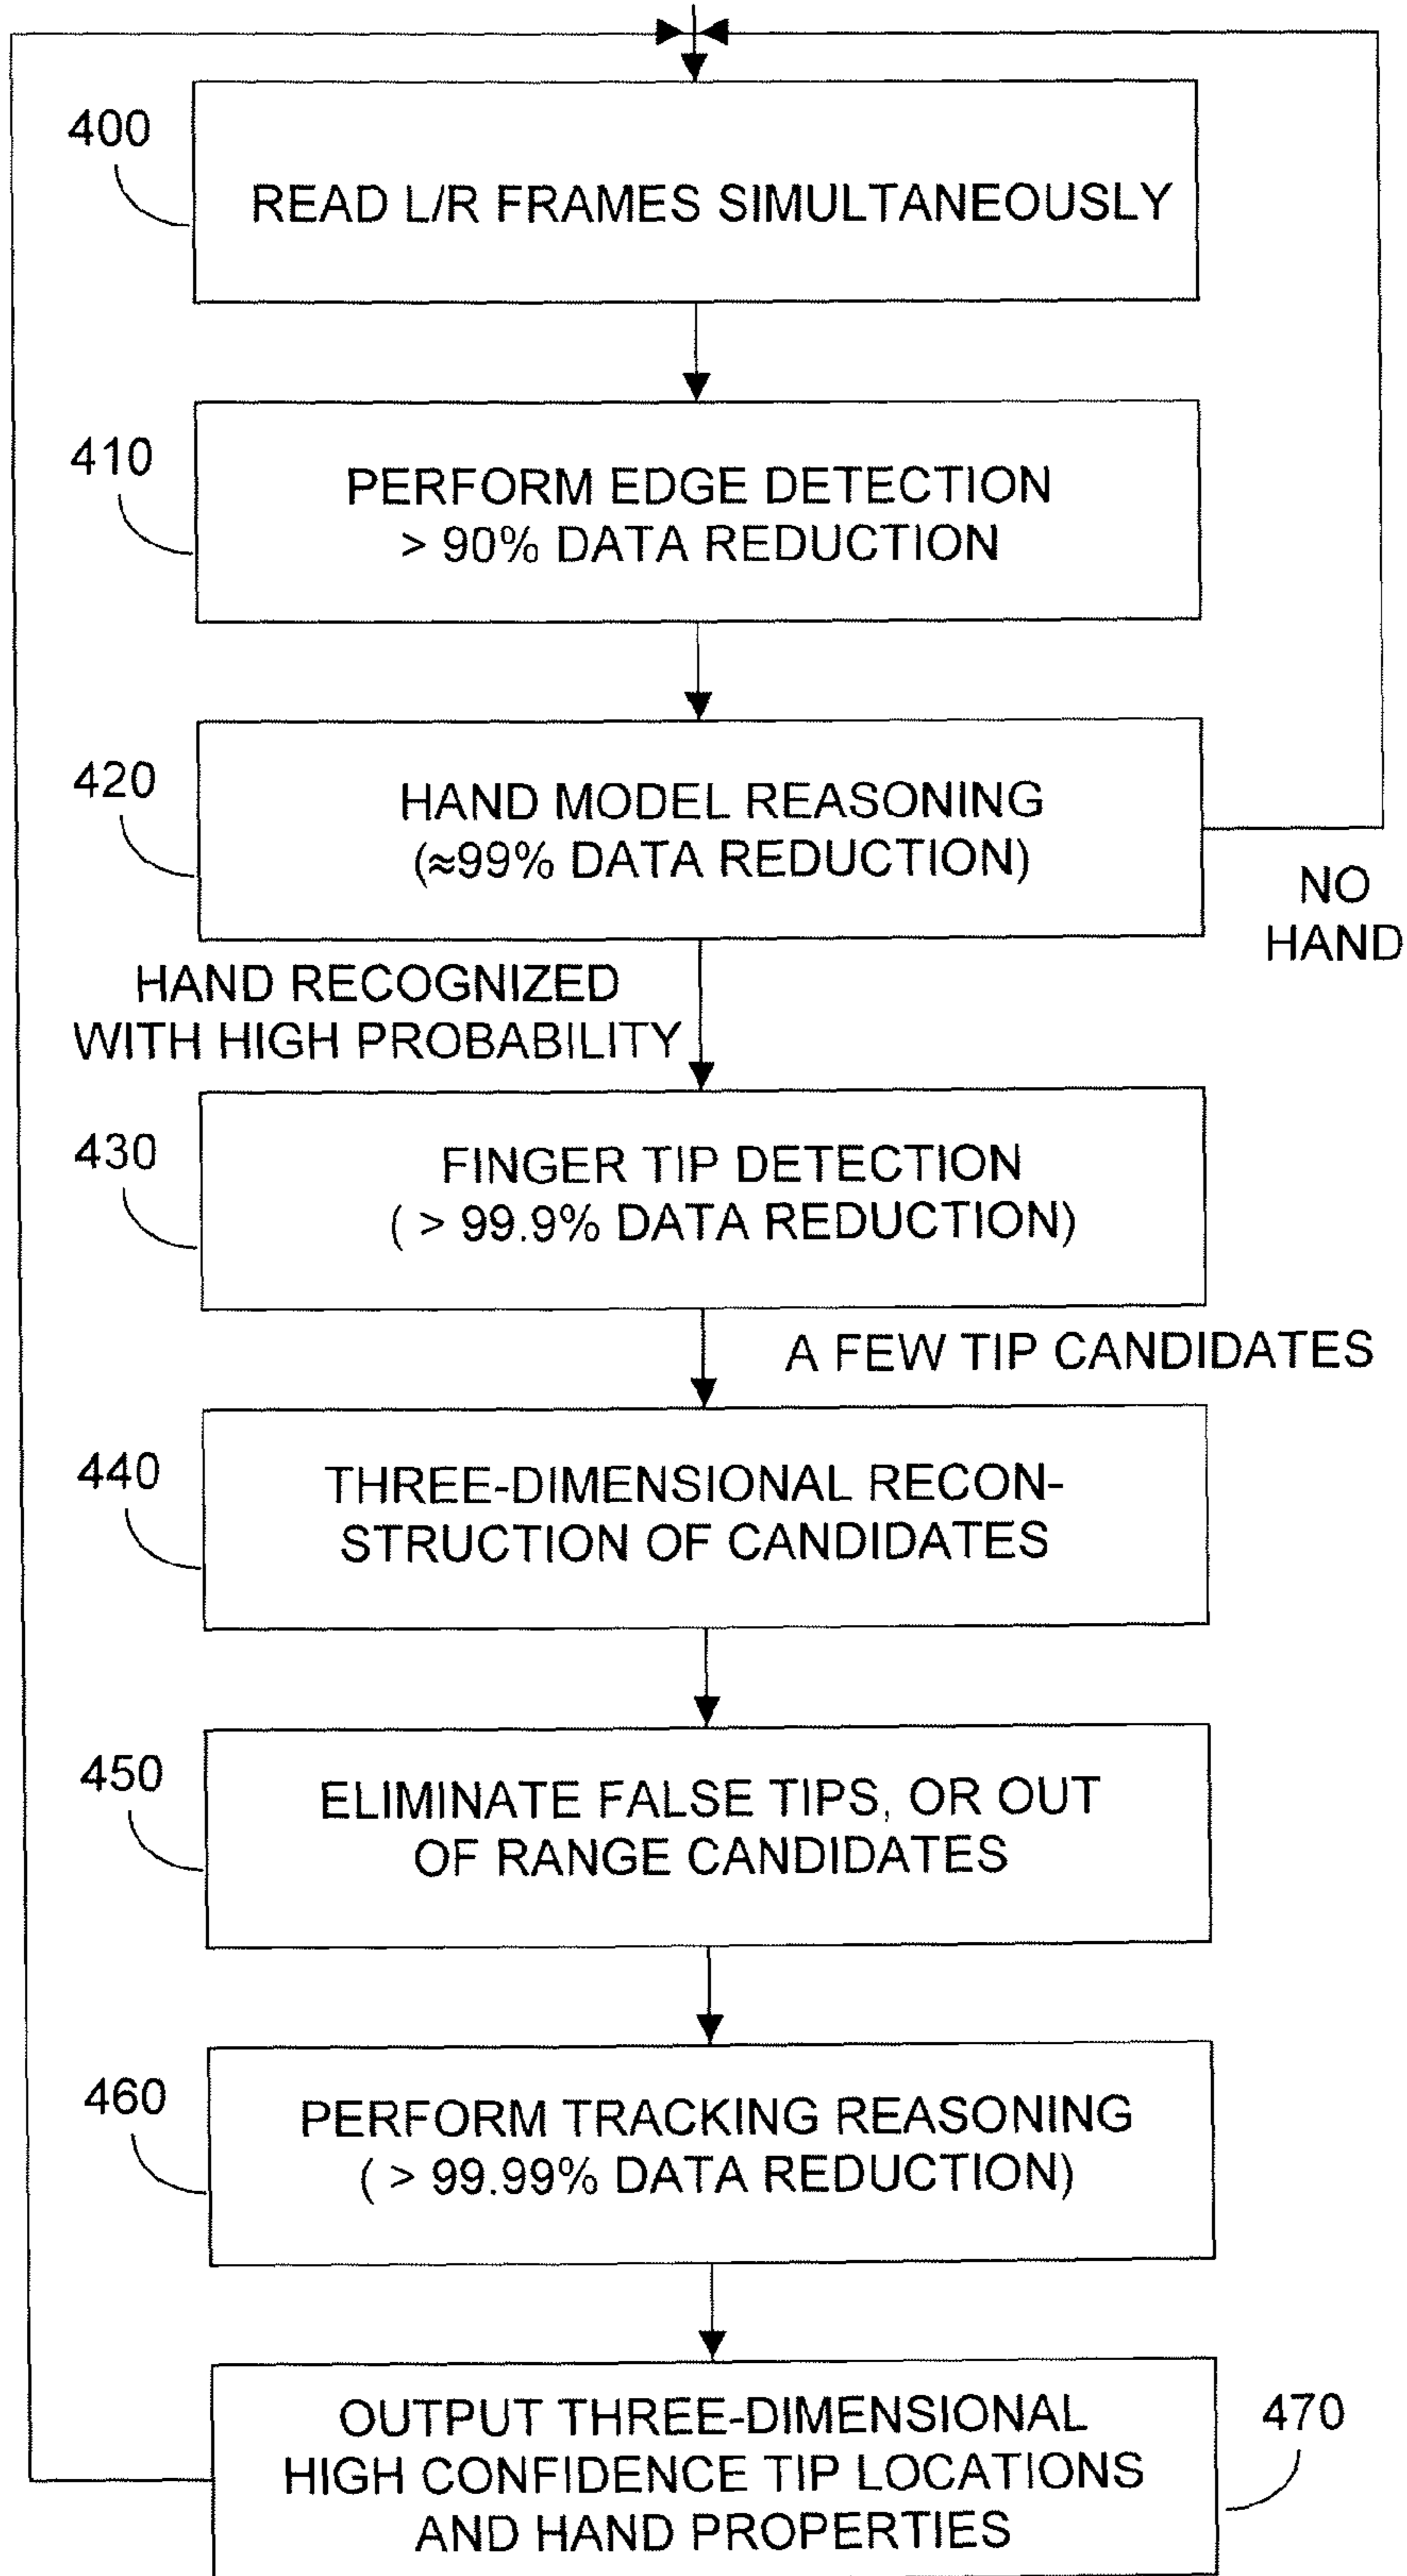 400
READ L/R FRAMES SIMULTANEOUSLY
410
PERFORM EDGE DETECTION
> 90% DATA REDUCTION
420
HAND MODEL REASONING
(≈99% DATA REDUCTION)
NO
HAND
HAND RECOGNIZED
WITH HIGH PROBABILITY
430
FINGER TIP DETECTION
( > 99.9% DATA REDUCTION)
A FEW TIP CANDIDATES
440
THREE-DIMENSIONAL RECON-
STRUCTION OF CANDIDATES
450
ELIMINATE FALSE TIPS, OR OUT
OF RANGE CANDIDATES
460
PERFORM TRACKING REASONING
( > 99.99% DATA REDUCTION)
OUTPUT THREE-DIMENSIONAL
HIGH CONFIDENCE TIP LOCATIONS
AND HAND PROPERTIES
470